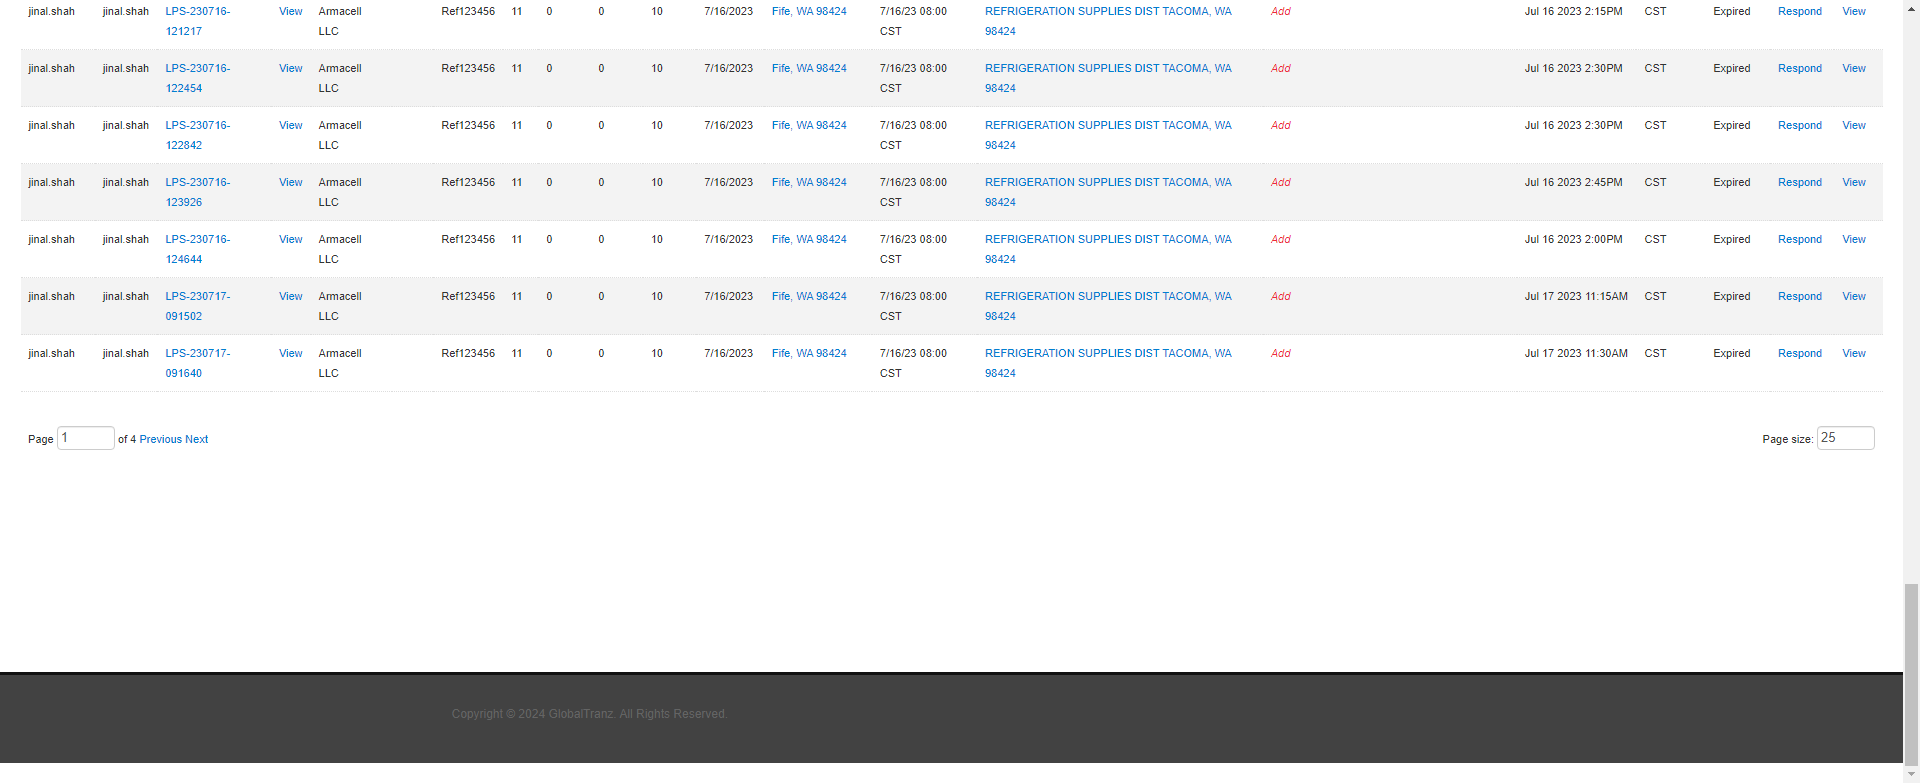 jinal.shah jinal.shah LPS-230716- View Armacell Ref123456 11 0 0 10 7/16/2023 Fife, WA 98424 7/16/23 08:00 REFRIGERATION SUPPLIES DIST TACOMA, WA Add Jul 16 2023 2:15PM CST Expired Respond View
121217 LLC CST 98424
jinal.shah jinal.shah LPS-230716- View Armacell Ref123456 11 0 0 10 7/16/2023 Fife, WA 98424 7/16/23 08:00 REFRIGERATION SUPPLIES DIST TACOMA, WA Add Jul 16 2023 2:30PM CST Expired Respond View
122454 LLC CST 98424
jinal.shah jinal.shah LPS-230716- View Armacell Ref123456 11 0 0 10 7/16/2023 Fife, WA 98424 7/16/23 08:00 REFRIGERATION SUPPLIES DIST TACOMA, WA Add Jul 16 2023 2:30PM CST Expired Respond View
122842 LLC CST 98424
jinal.shah jinal.shah LPS-230716- View Armacell Ref123456 11 0 0 10 7/16/2023 Fife, WA 98424 7/16/23 08:00 REFRIGERATION SUPPLIES DIST TACOMA, WA Add Jul 16 2023 2:45PM CST Expired Respond View
123926 LLC CST 98424
jinal.shah jinal.shah LPS-230716- View Armacell Ref123456 11 0 0 10 7/16/2023 Fife, WA 98424 7/16/23 08:00 REFRIGERATION SUPPLIES DIST TACOMA, WA Add Jul 16 2023 2:00PM CST Expired Respond View
124644 LLC CST 98424
jinal.shah jinal.shah LPS-230717- View Armacell Ref123456 11 0 0 10 7/16/2023 Fife, WA 98424 7/16/23 08:00 REFRIGERATION SUPPLIES DIST TACOMA, WA Add Jul 17 2023 11:15AM CST Expired Respond View
091502 LLC CST 98424
jinal.shah jinal.shah LPS-230717- View Armacell Ref123456 11 0 0 10 7/16/2023 Fife, WA 98424 7/16/23 08:00 REFRIGERATION SUPPLIES DIST TACOMA, WA Add Jul 17 2023 11:30AM CST Expired Respond View
091640 LLC CST 98424
Page 1 of 4 Previous Next Page size: 25
Copyright © 2024 GlobalTranz. All Rights Reserved.